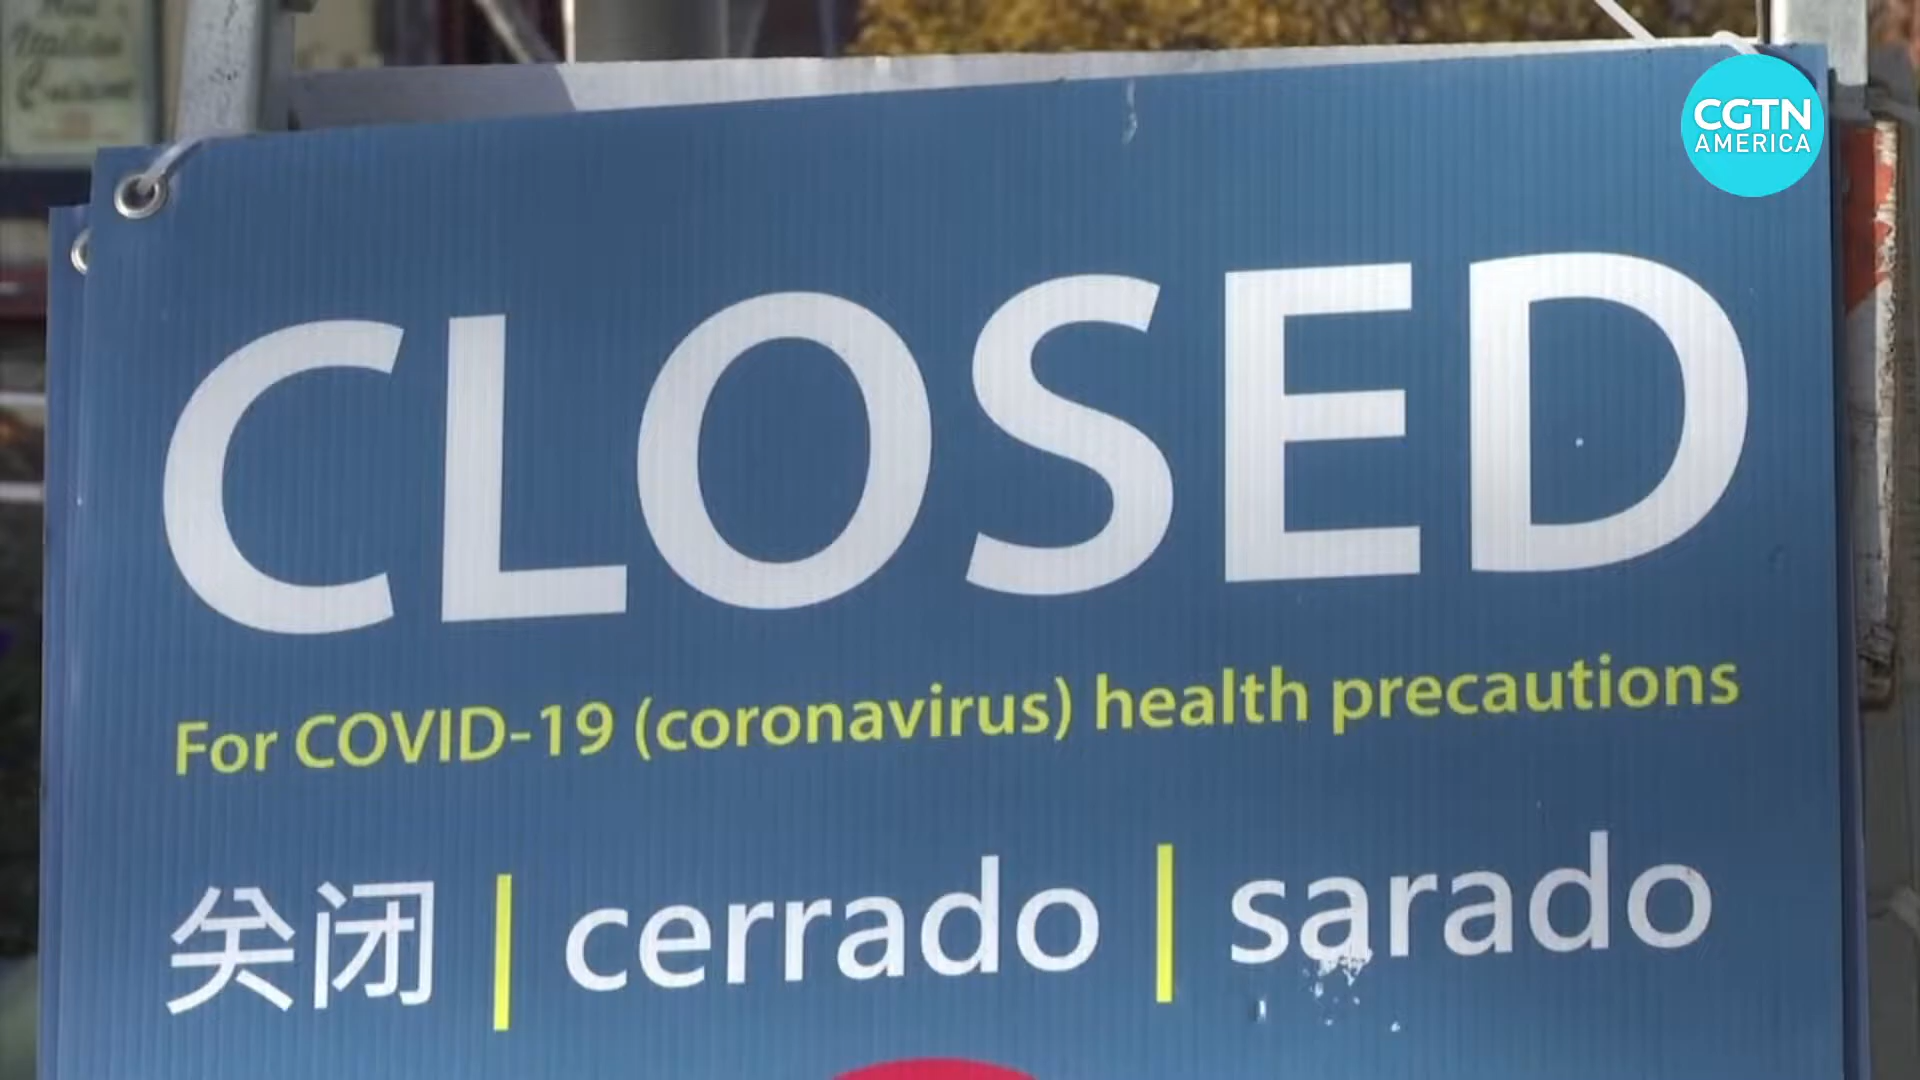 CGTN
AMERICA
CLOSED
For COVID-19 (coronavirus) health precautions
关闭 | cerrado | sarado